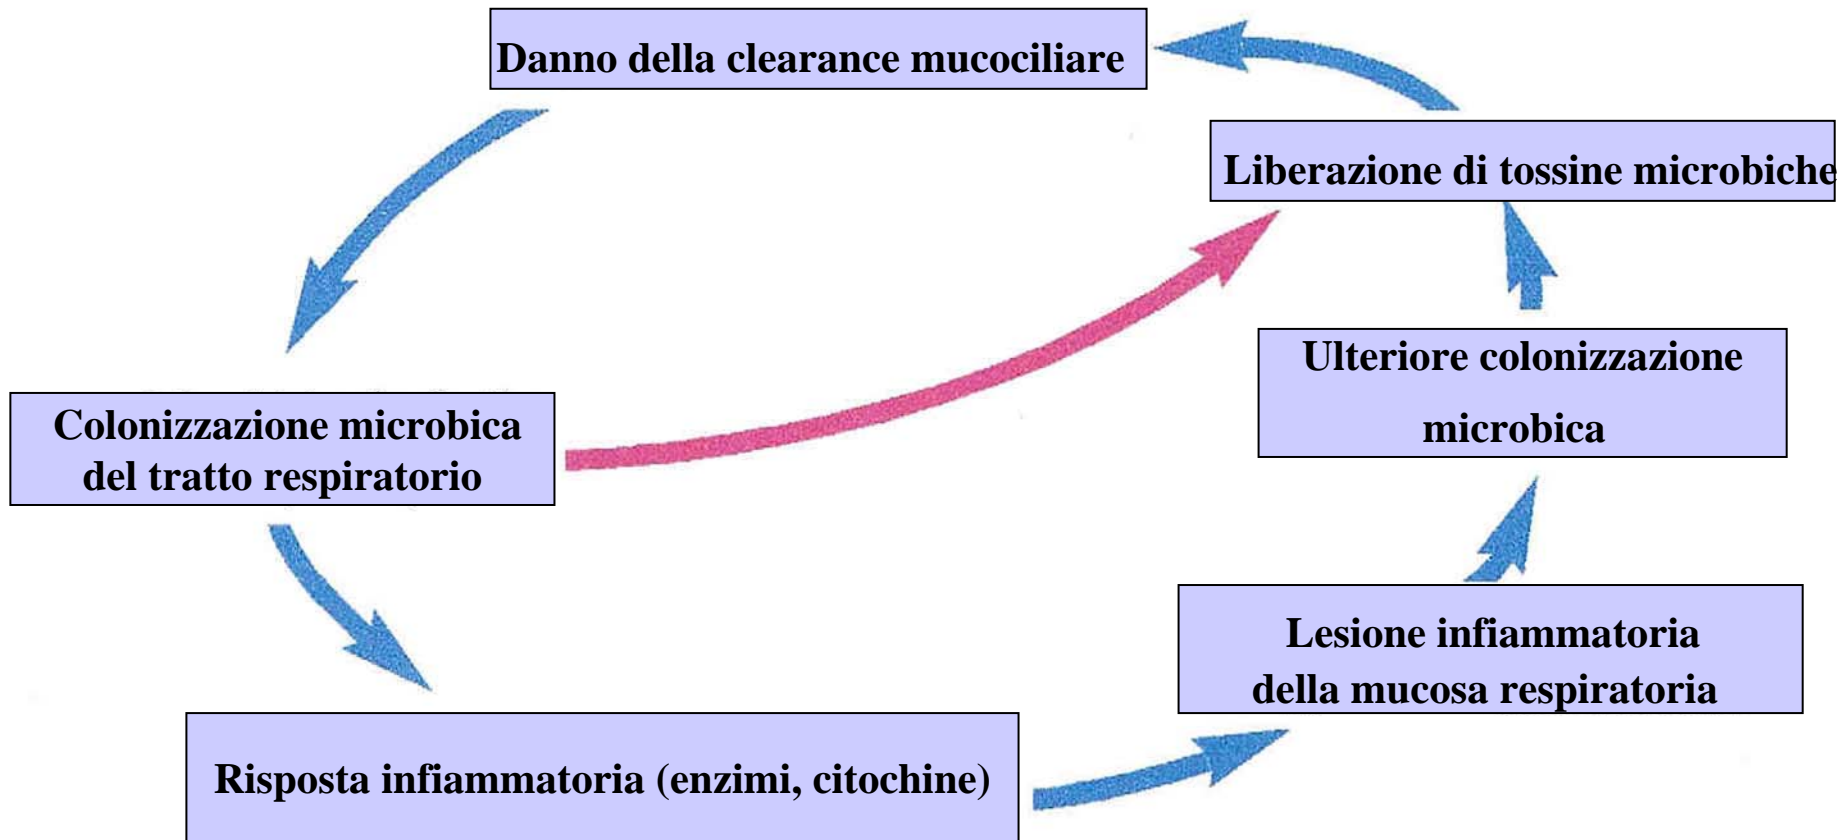 Danno della clearance mucociliare
Liberazione di tossine microbiche
Ulteriore colonizzazione
microbica
Colonizzazione microbica
del tratto respiratorio
Lesione infiammatoria
della mucosa respiratoria
Risposta infiammatoria (enzimi, citochine)